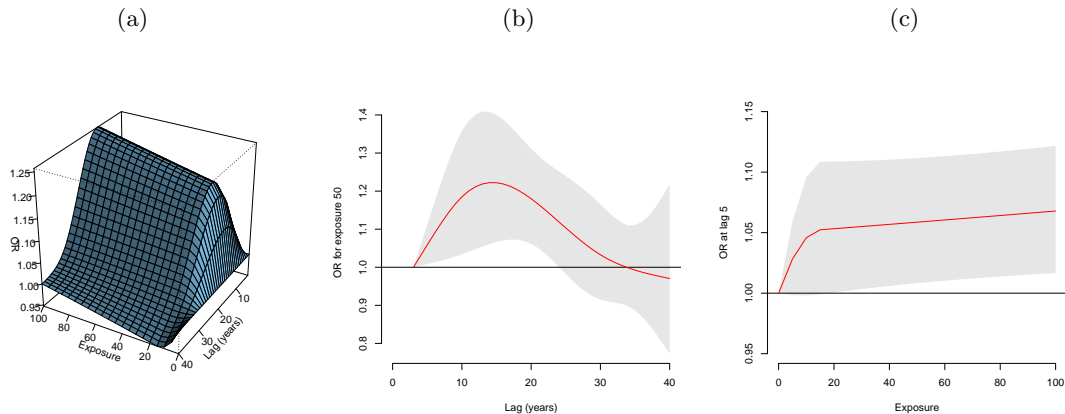 (a)
(b)
(c)
1.25
1.20
1.15
1.10
1.05
1.00
0.95
OR
100
80
60
40
20
0
Exposure
40
30
20
10
Lag (years)
1.4
1.3
1.2
1.1
1.0
0.9
0.8
OR for exposure 50
0 10 20 30 40
Lag (years)
1.15
1.10
1.05
1.00
0.95
OR at lag 5
0 20 40 60 80 100
Exposure